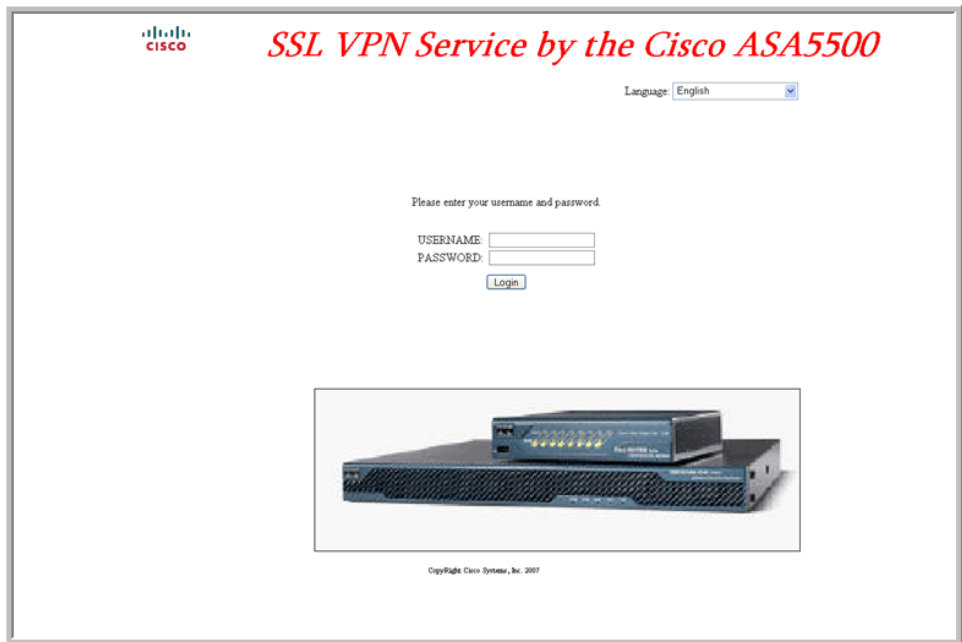 CISCO
SSL VPN Service by the Cisco ASA5500
Language: English
Please enter your username and password.
USERNAME:
PASSWORD:
Login
CopyRight Cisco Systems, Inc. 2007